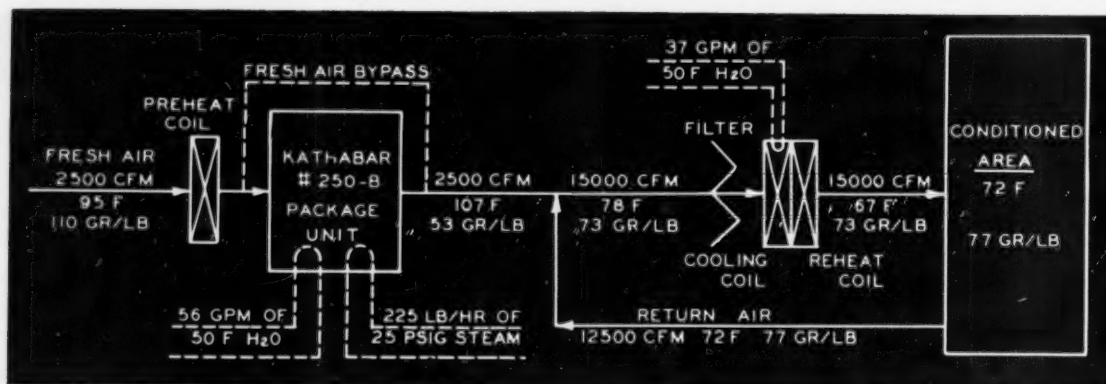 FRESH AIR BYPASS
PREHEAT
COIL
FRESH AIR
2500 CFM
95 F
110 GR/LB
KATHABAR
# 250-B
PACKAGE
UNIT
56 GPM OF
50 F H2O
225 LB/HR OF
25 PSIG STEAM
2500 CFM
107 F
53 GR/LB
15000 CFM
78 F
73 GR/LB
37 GPM OF
50 F H2O
FILTER
COOLING
COIL
REHEAT
COIL
15000 CFM
67 F
73 GR/LB
RETURN AIR
12500 CFM 72 F 77 GR/LB
CONDITIONED
AREA
72 F
77 GR/LB